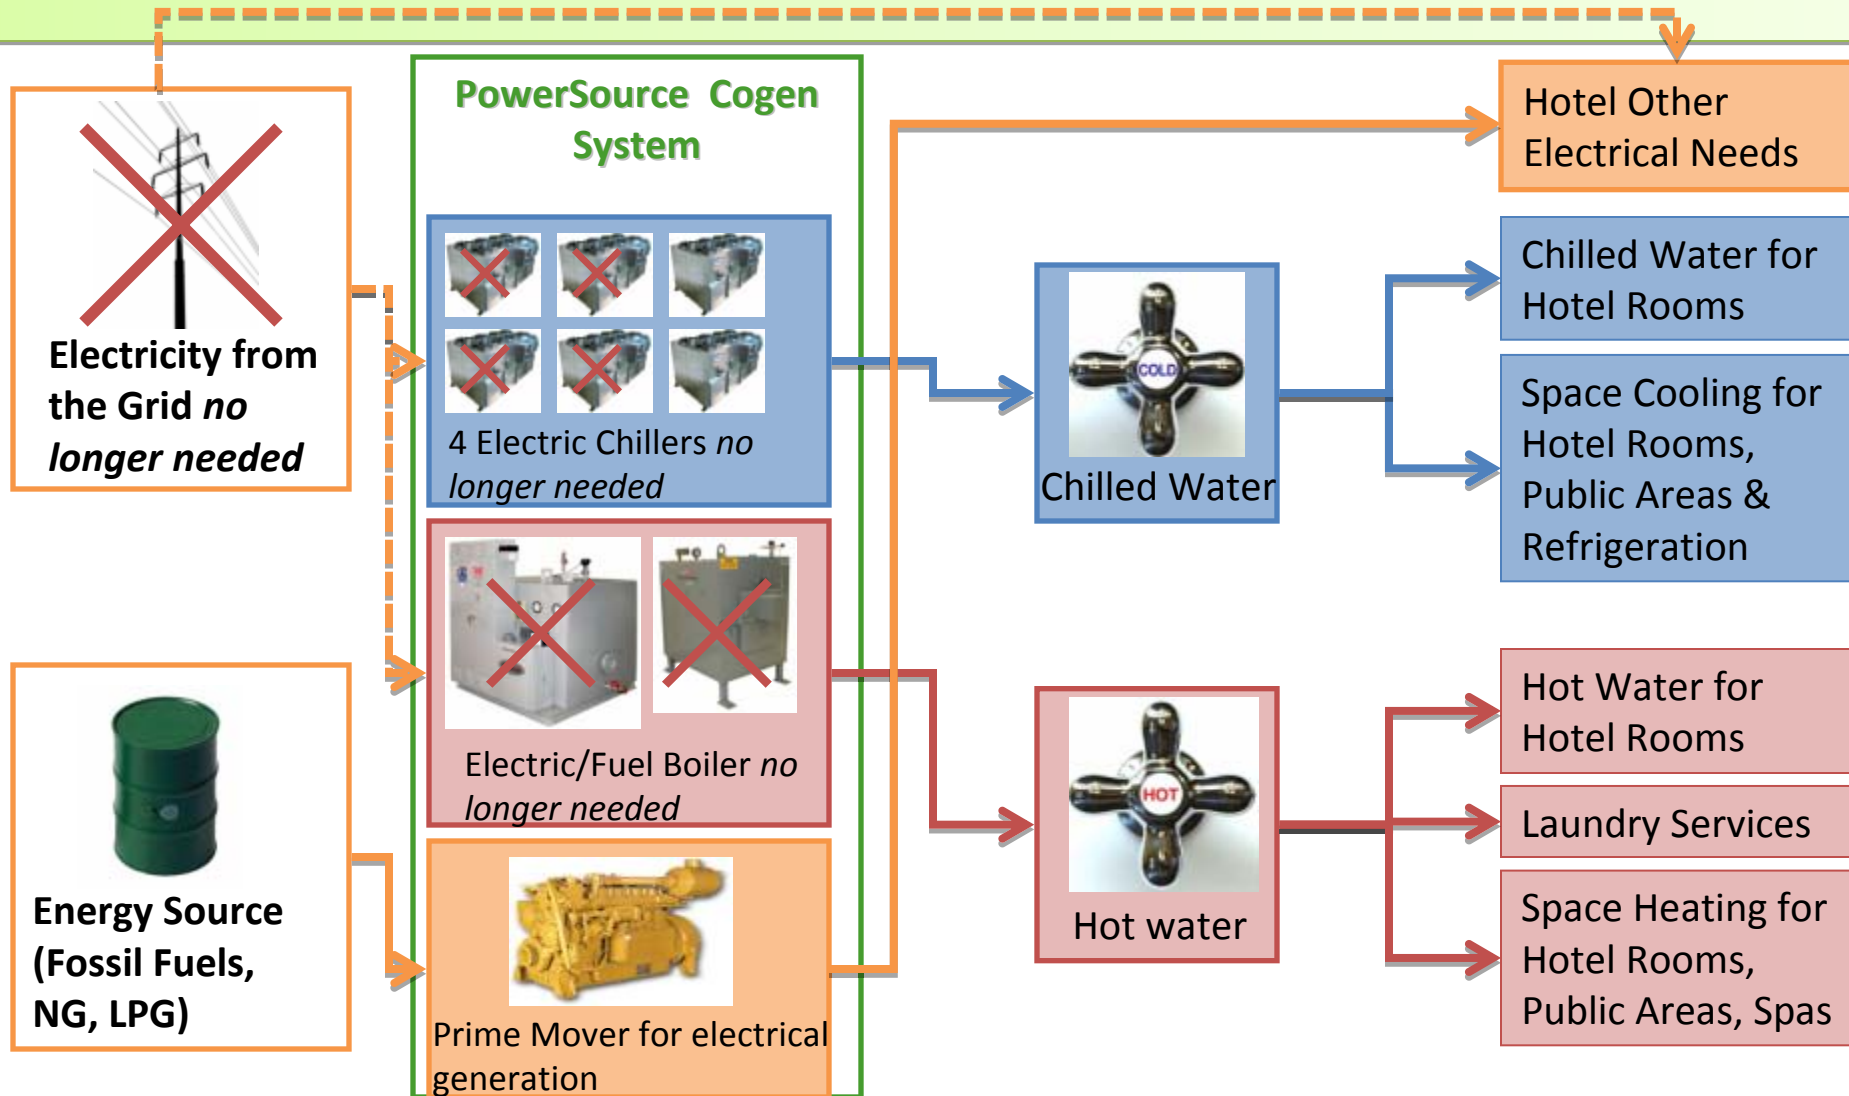 PowerSource Cogen
System
Electricity from
the Grid no
longer needed
Energy Source
(Fossil Fuels,
NG, LPG)
4 Electric Chillers no
longer needed
Electric/Fuel Boiler no
longer needed
Prime Mover for electrical
generation
COLD
Chilled Water
HOT
Hot water
Hotel Other
Electrical Needs
Chilled Water for
Hotel Rooms
Space Cooling for
Hotel Rooms,
Public Areas &
Refrigeration
Hot Water for
Hotel Rooms
Laundry Services
Space Heating for
Hotel Rooms,
Public Areas, Spas